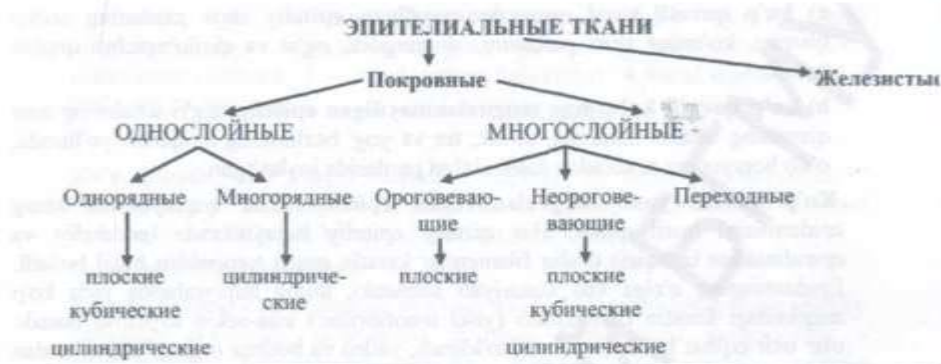 ЭПИТЕЛИАЛЬНЫЕ ТКАНИ
Покровные
Железистые
ОДНОСЛОЙНЫЕ
МНОГОСЛОЙНЫЕ
Однорядные
Многорядные
Ороговеваю-
щие
Неорогове-
вающие
Переходные
плоские
кубические
цилиндрические
цилиндриче-
ские
плоские
плоские
кубические
цилиндрические